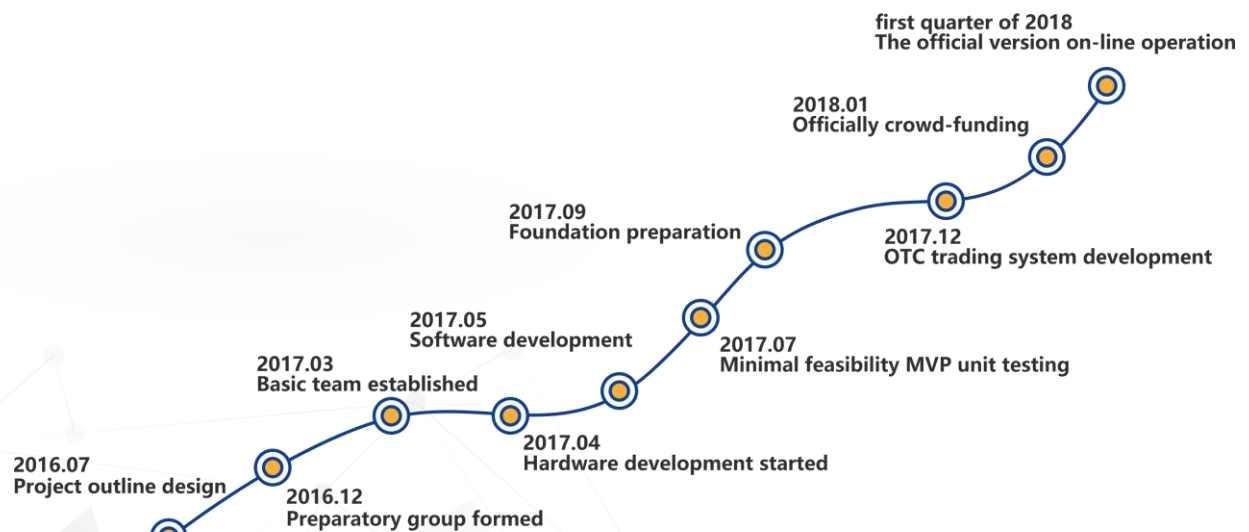 first quarter of 2018
The official version on-line operation
2018.01
Officially crowd-funding
2017.09
Foundation preparation
2017.12
OTC trading system development
2017.05
Software development
2017.07
Minimal feasibility MVP unit testing
2017.03
Basic team established
2017.04
Hardware development started
2016.07
Project outline design
2016.12
Preparatory group formed